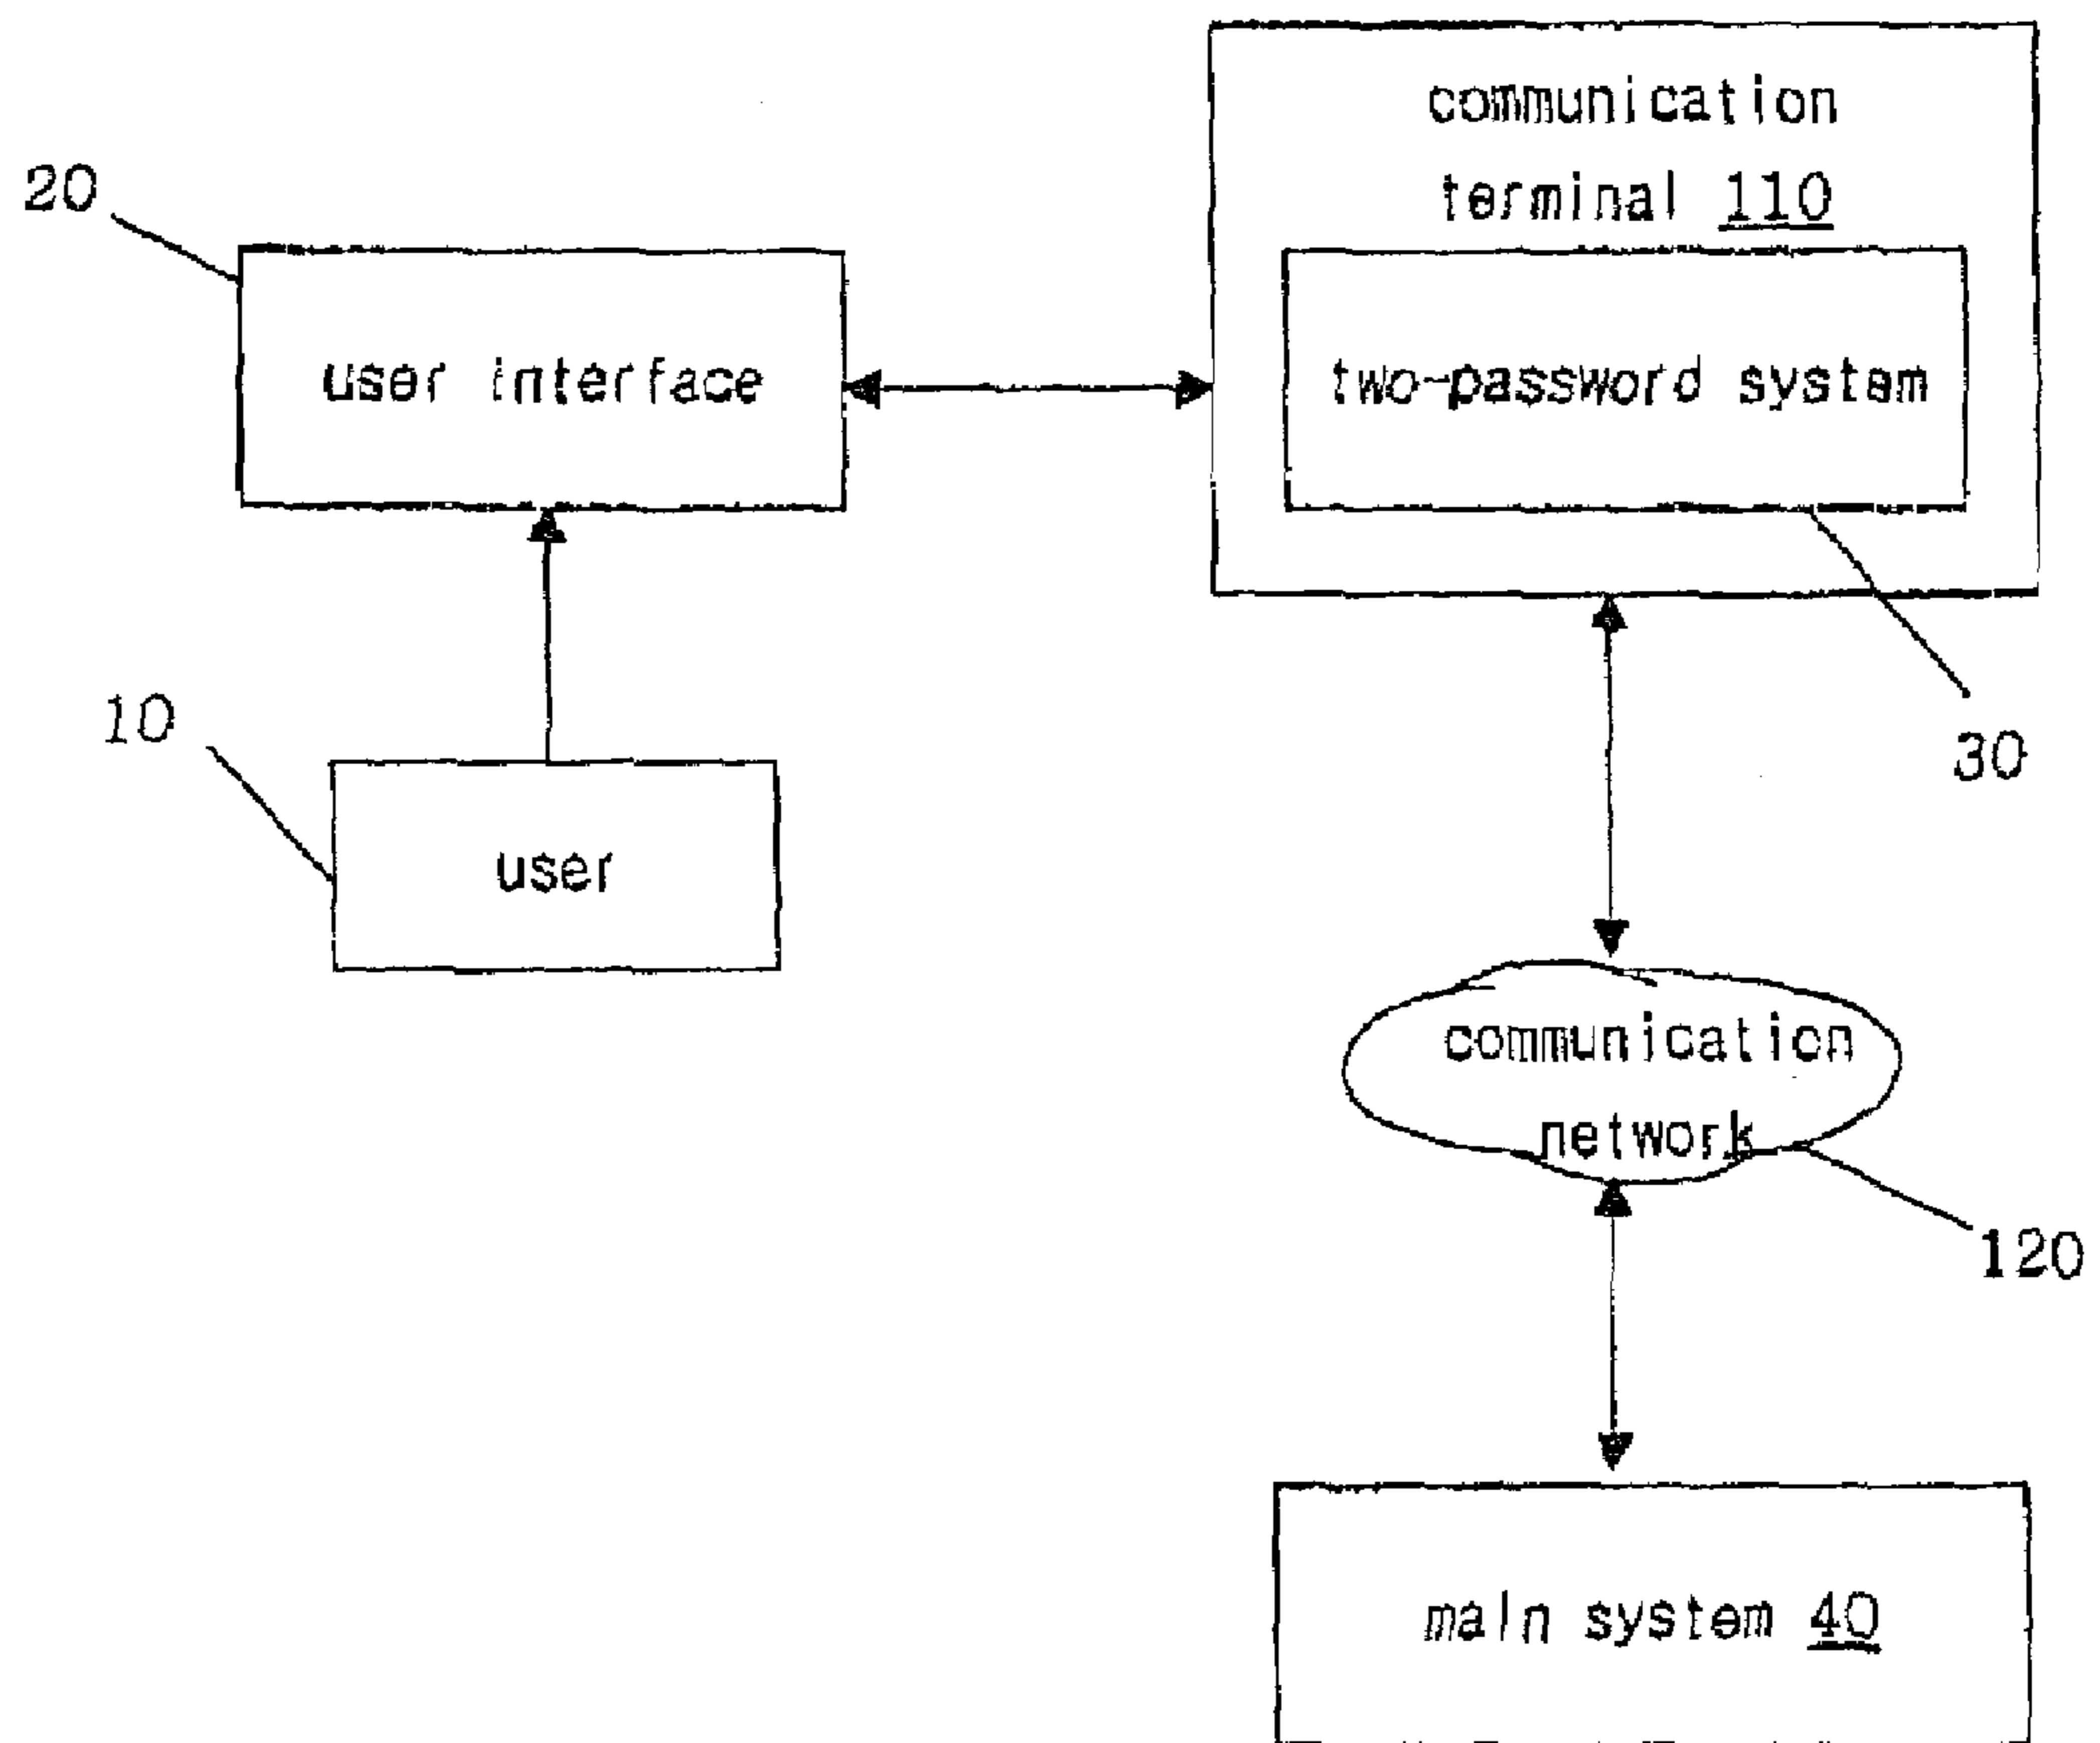 communication
terminal 110
20
user interface
two-password system
10
30
user
communication
network
120
main system 40